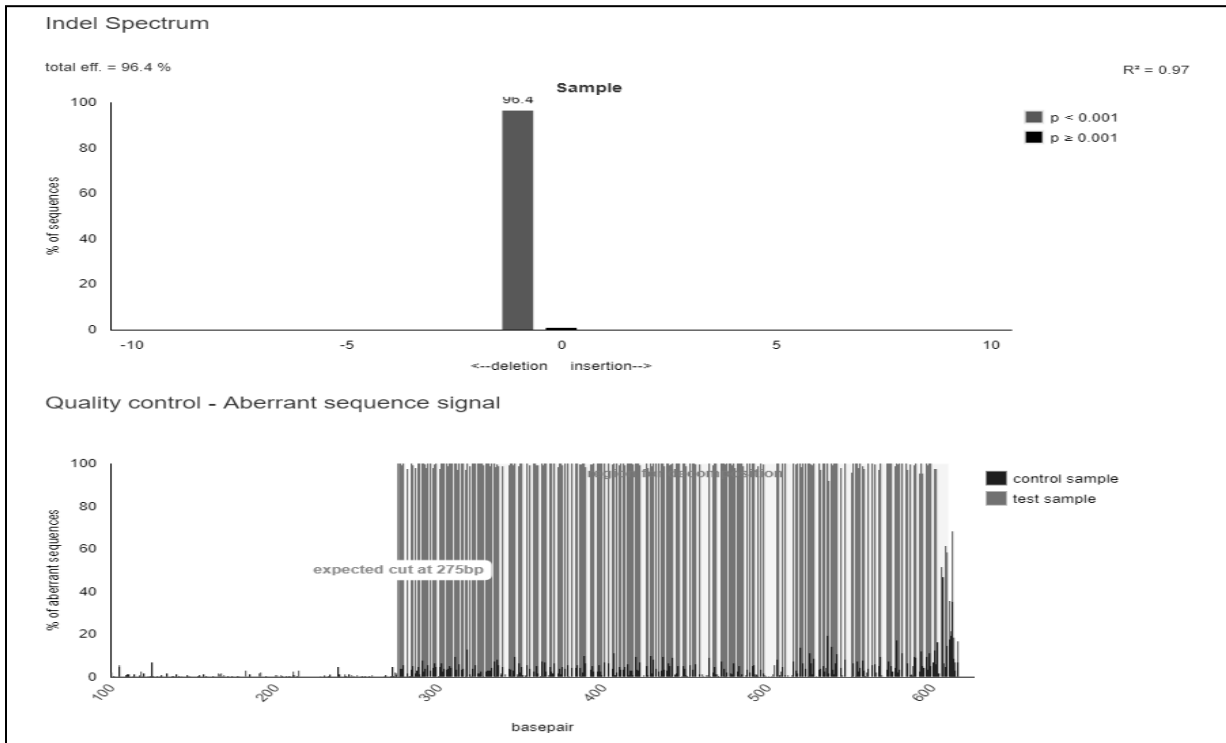 Indel Spectrum
total eff. = 96.4 %
R² = 0.97
Sample
96.4
100
80
60
40
20
0
% of sequences
p < 0.001
p ≥ 0.001
-10 -5 0 5 10
<--deletion insertion-->
Quality control - Aberrant sequence signal
100
80
60
40
20
0
% of aberrant sequences
region for decomposition
expected cut at 275bp
control sample
test sample
100 200 300 400 500 600
basepair